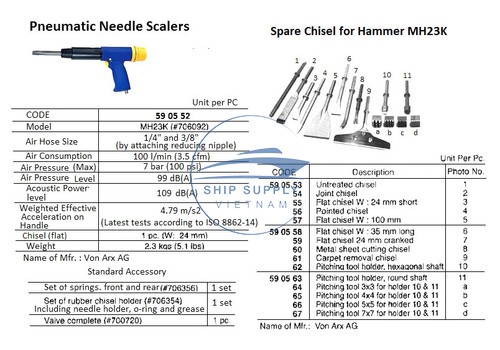 Pneumatic Needle Scalers
Unit per PC
CODE 59 05 52
Model MH23K (#706092)
Air Hose Size 1/4" and 3/8"
(by attaching reducing nipple)
Air Consumption 100 l/min (3.5 cfm)
Air Pressure (Max) 7 bar (100 psi)
Air Pressure Level 99 dB(A)
Acoustic Power level 109 dB(A)
Weighted Effective Acceleration on Handle 4.79 m/s2
(Latest tests according to ISO 8862-14)
Chisel (flat) 1 pc. (W: 24 mm)
Weight 2.3 kgs (5.1 lbs)
Name of Mfr. : Von Arx AG
Standard Accessory
Set of springs. front and rear (#706356) 1 set
Set of rubber chisel holder (#706354)
Including needle holder, o-ring and grease 1 set
Valve complete (#700720) 1 pc.
SHIP SUPPLY
VIETNAM
Spare Chisel for Hammer MH23K
1 2 3 4 5 6 7 8 9 10 11
a b c d
Unit Per PC.
CODE Description Photo No.
59 05 53 Untreated chisel 1
54 Joint chisel 2
55 Flat chisel W : 24 mm short 3
56 Pointed chisel 4
57 Flat chisel W : 100 mm 5
59 05 58 Flat chisel W : 35 mm long 6
59 Flat chisel 24 mm cranked 7
60 Metal sheet cutting chisel 8
61 Carpet removal chisel 9
62 Pitching tool holder, hexagonal shaft 10
59 05 63 Pitching tool holder, round shaft 11
64 Pitching tool 3x3 for holder 10 & 11 a
65 Pitching tool 4x4 for holder 10 & 11 b
66 Pitching tool 5x5 for holder 10 & 11 c
67 Pitching tool 7x7 for holder 10 & 11 d
Name of Mfr.: Von Arx AG